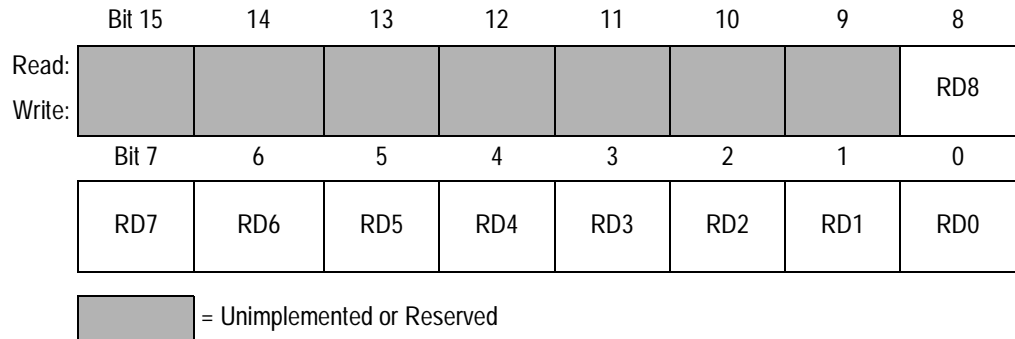 Bit 15 14 13 12 11 10 9 8
Read:
RD8
Write:
Bit 7 6 5 4 3 2 1 0
RD7 RD6 RD5 RD4 RD3 RD2 RD1 RD0
= Unimplemented or Reserved